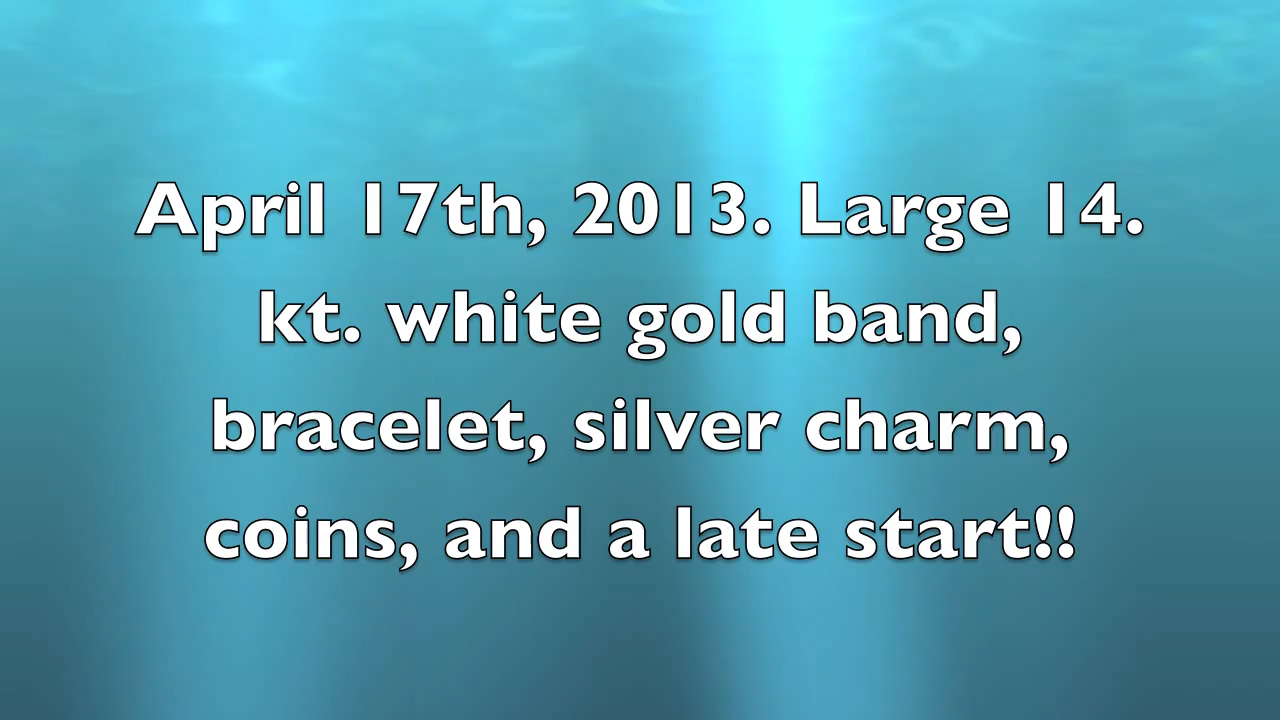 April 17th, 2013. Large 14.
kt. white gold band,
bracelet, silver charm,
coins, and a late start!!